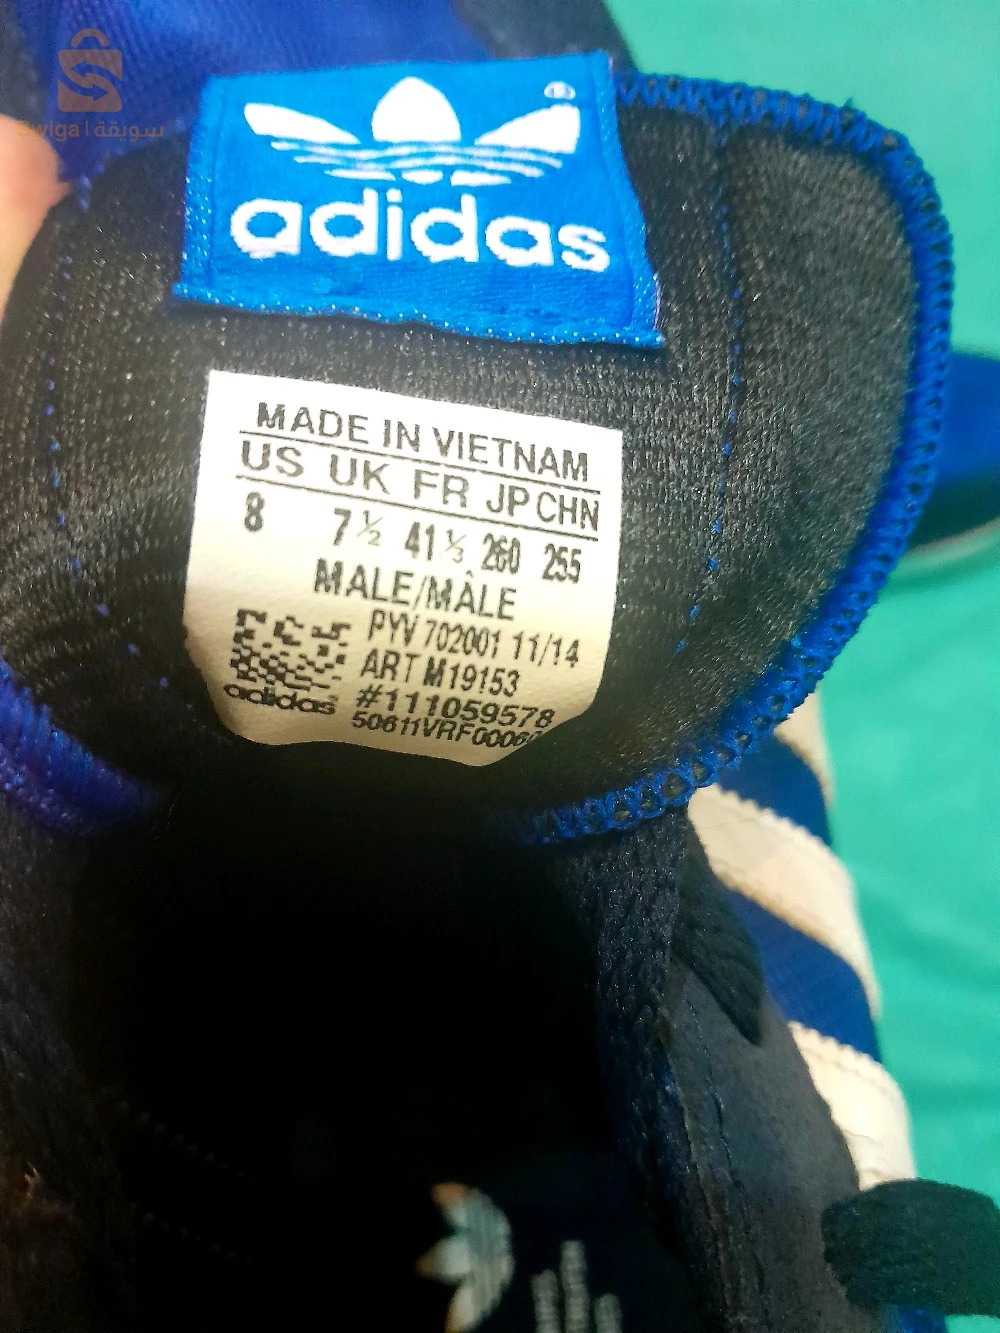 Swiga | سويقة
®
adidas
MADE IN VIETNAM
US UK FR JP CHN
8 7½ 41⅓ 260 255
MALE/MÂLE
PYV 702001 11/14
ART M19153
#111059578
adidas
50611VRF00060